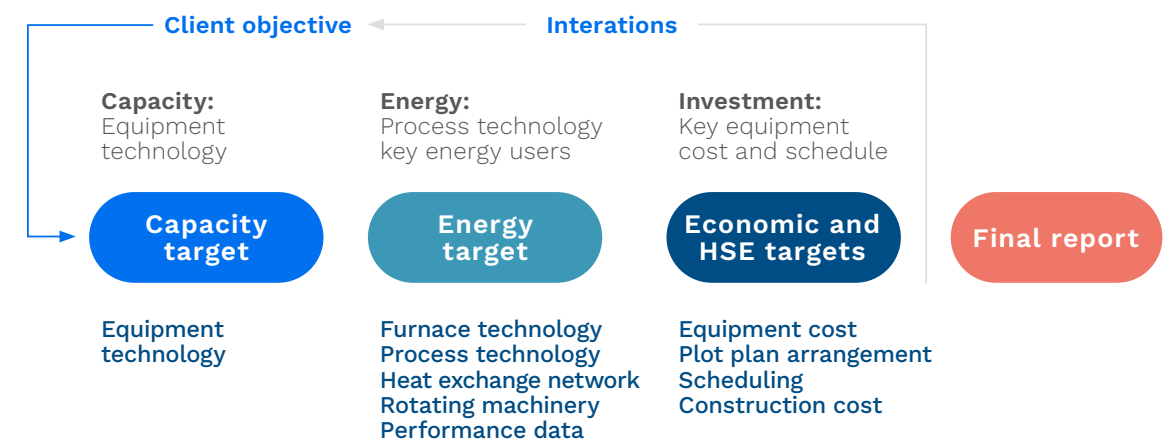 Client objective
Interations
Capacity:
Equipment
technology
Energy:
Process technology
key energy users
Investment:
Key equipment
cost and schedule
Capacity
target
Energy
target
Economic and
HSE targets
Final report
Equipment
technology
Furnace technology
Process technology
Heat exchange network
Rotating machinery
Performance data
Equipment cost
Plot plan arrangement
Scheduling
Construction cost